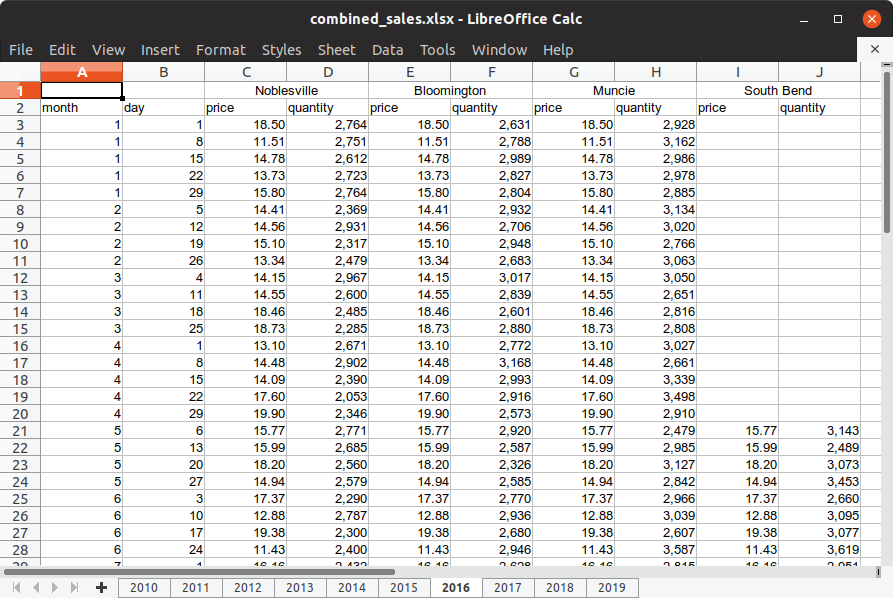 combined_sales.xlsx - LibreOffice Calc
File Edit View Insert Format Styles Sheet Data Tools Window Help
A B C D E F G H I J
1 Noblesville Bloomington Muncie South Bend
2 month day price quantity price quantity price quantity price quantity
3 1 1 18.50 2,764 18.50 2,631 18.50 2,928
4 1 8 11.51 2,751 11.51 2,788 11.51 3,162
5 1 15 14.78 2,612 14.78 2,989 14.78 2,986
6 1 22 13.73 2,723 13.73 2,827 13.73 2,978
7 1 29 15.80 2,764 15.80 2,804 15.80 2,885
8 2 5 14.41 2,369 14.41 2,932 14.41 3,134
9 2 12 14.56 2,931 14.56 2,706 14.56 3,020
10 2 19 15.10 2,317 15.10 2,948 15.10 2,766
11 2 26 13.34 2,479 13.34 2,683 13.34 3,063
12 3 4 14.15 2,967 14.15 3,017 14.15 3,050
13 3 11 14.55 2,600 14.55 2,839 14.55 2,651
14 3 18 18.46 2,485 18.46 2,601 18.46 2,816
15 3 25 18.73 2,285 18.73 2,880 18.73 2,808
16 4 1 13.10 2,671 13.10 2,772 13.10 3,027
17 4 8 14.48 2,902 14.48 3,168 14.48 2,661
18 4 15 14.09 2,390 14.09 2,993 14.09 3,339
19 4 22 17.60 2,053 17.60 2,916 17.60 3,498
20 4 29 19.90 2,346 19.90 2,573 19.90 2,910
21 5 6 15.77 2,771 15.77 2,920 15.77 2,479 15.77 3,143
22 5 13 15.99 2,685 15.99 2,587 15.99 2,985 15.99 2,489
23 5 20 18.20 2,560 18.20 2,326 18.20 3,127 18.20 3,073
24 5 27 14.94 2,579 14.94 2,585 14.94 2,842 14.94 3,453
25 6 3 17.37 2,290 17.37 2,770 17.37 2,966 17.37 2,660
26 6 10 12.88 2,787 12.88 2,936 12.88 3,039 12.88 3,095
27 6 17 19.38 2,300 19.38 2,680 19.38 2,607 19.38 3,077
28 6 24 11.43 2,400 11.43 2,946 11.43 3,587 11.43 3,619
2010 2011 2012 2013 2014 2015 2016 2017 2018 2019